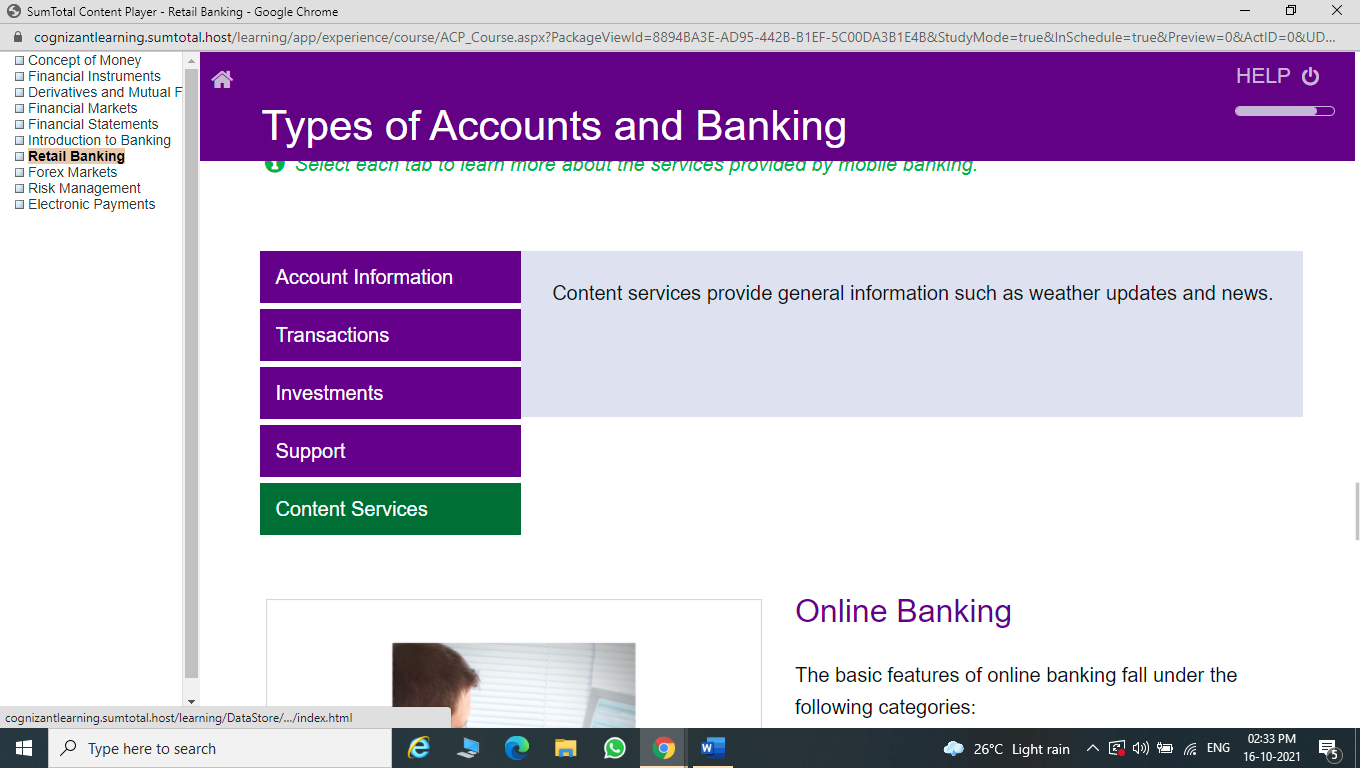 SumTotal Content Player - Retail Banking - Google Chrome
cognizantlearning.sumtotal.host/learning/app/experience/course/ACP_Course.aspx?PackageViewId=8894BA3E-AD95-442B-B1EF-5C00DA3B1E4B&StudyMode=true&InSchedule=true&Preview=0&ActID=0&UD...
Concept of Money
Financial Instruments
Derivatives and Mutual F
Financial Markets
Financial Statements
Introduction to Banking
Retail Banking
Forex Markets
Risk Management
Electronic Payments
HELP
Types of Accounts and Banking
Select each tab to learn more about the services provided by mobile banking.
Account Information
Transactions
Investments
Support
Content Services
Content services provide general information such as weather updates and news.
Online Banking
The basic features of online banking fall under the
following categories:
cognizantlearning.sumtotal.host/learning/DataStore/.../index.html
Type here to search
26°C Light rain
ENG
02:33 PM
16-10-2021
5